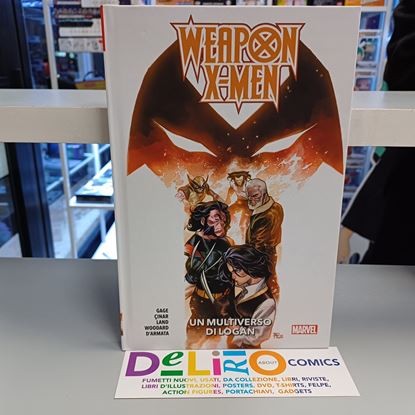 WEAPON
X-MEN
GAGE
ÇINAR
LAND
WOODARD
D'ARMATA
UN MULTIVERSO
DI LOGAN
MARVEL
DeLiRiO ABOUT COMICS
FUMETTI NUOVI, USATI, DA COLLEZIONE, LIBRI, RIVISTE,
LIBRI D'ILLUSTRAZIONI, POSTERS, DVD, T-SHIRTS, FELPE,
ACTION FIGURES, PORTACHIAVI, GADGETS